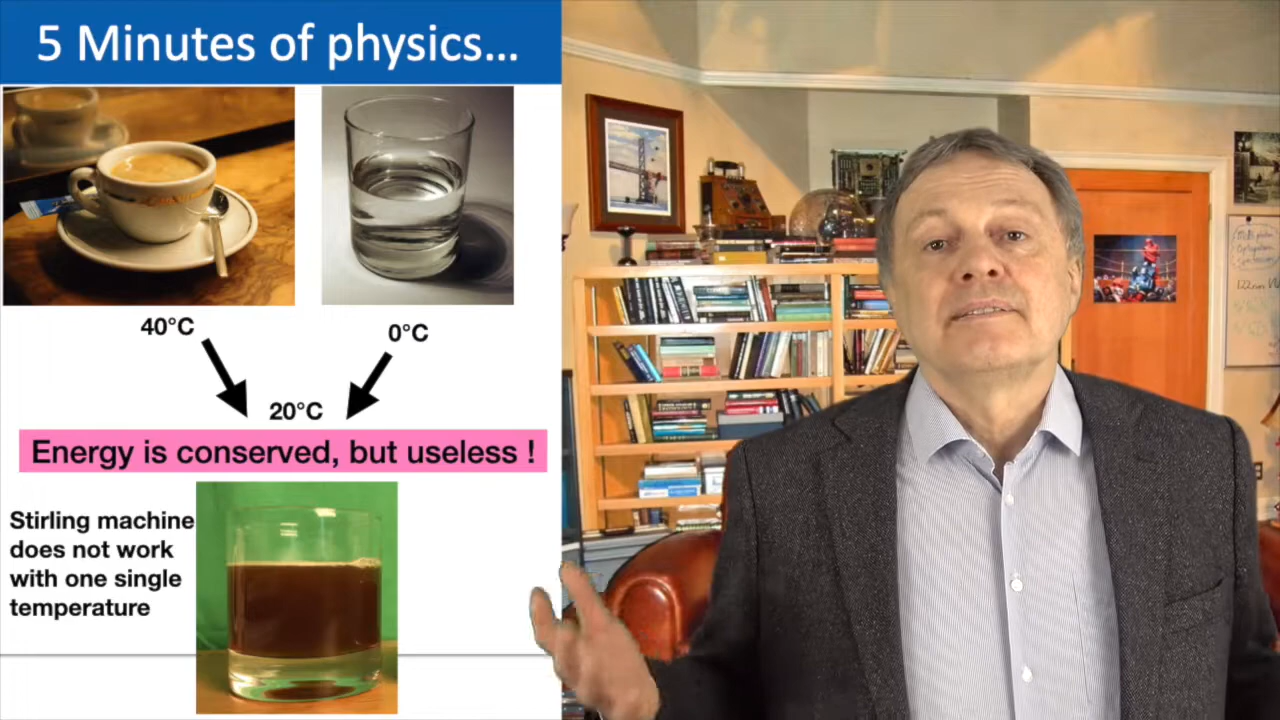 5 Minutes of physics...
40°C
0°C
20°C
Energy is conserved, but useless !
Stirling machine
does not work
with one single
temperature